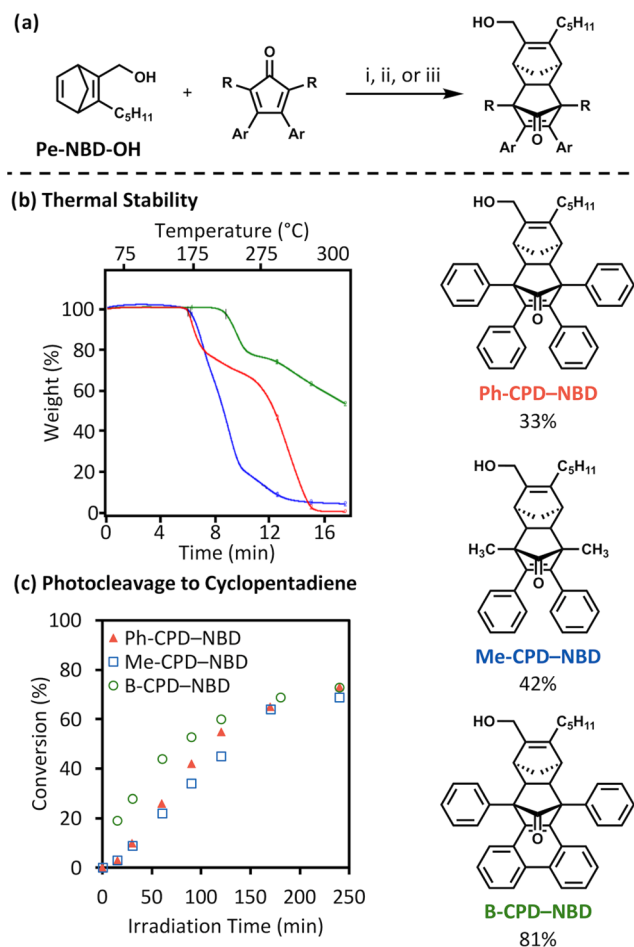 (a)
HO
C5H11
OH
C5H11
Pe-NBD-OH
+
O
R
R
Ar
Ar
i, ii, or iii
R
R
O
Ar
Ar
(b) Thermal Stability
Temperature (°C)
75
175
275
300
Weight (%)
100
80
60
40
20
0
0
4
8
12
16
Time (min)
HO
C5H11
O
Ph-CPD–NBD
33%
HO
C5H11
H3C
CH3
O
Me-CPD–NBD
42%
(c) Photocleavage to Cyclopentadiene
Conversion (%)
100
80
60
40
20
0
Ph-CPD–NBD
Me-CPD–NBD
B-CPD–NBD
0
50
100
150
200
250
Irradiation Time (min)
HO
C5H11
O
B-CPD–NBD
81%